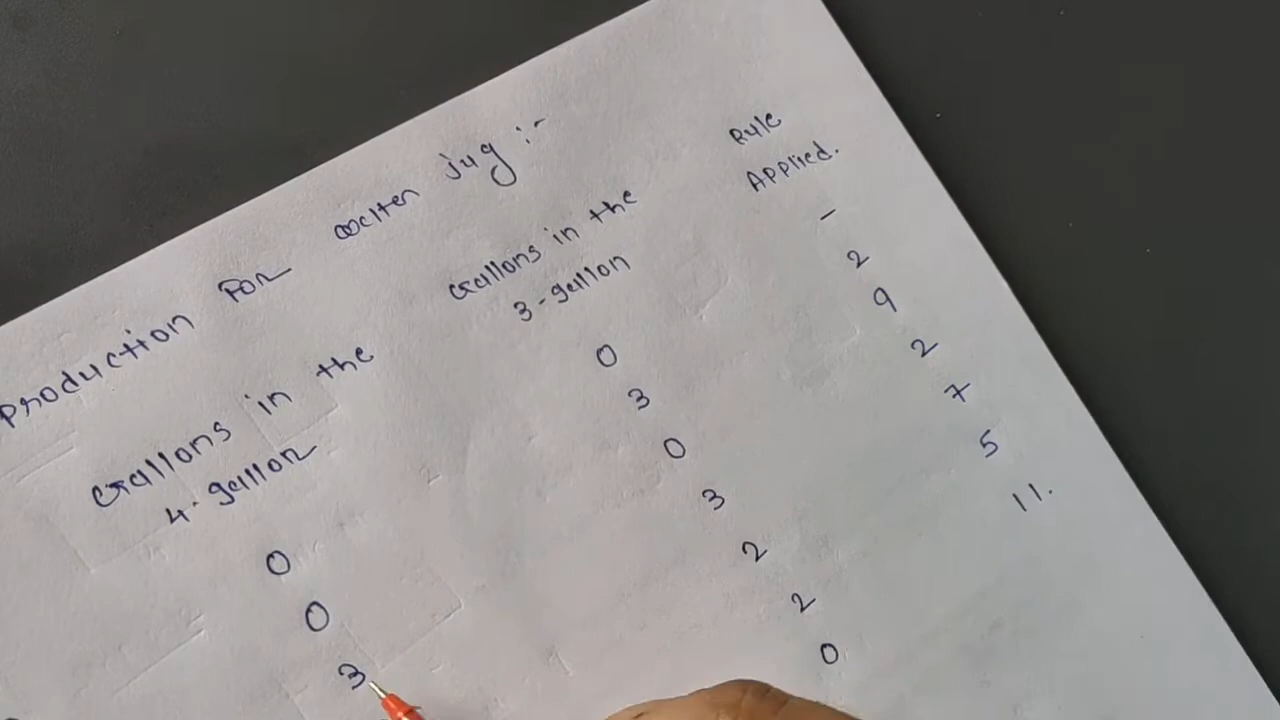 Production For water jug :-
Gallons in the
4-gallon
Gallons in the
3-gallon
Rule
Applied.
0 0 -
0 3 2
3 0 9
3 2
2 7
2 5
0 11.